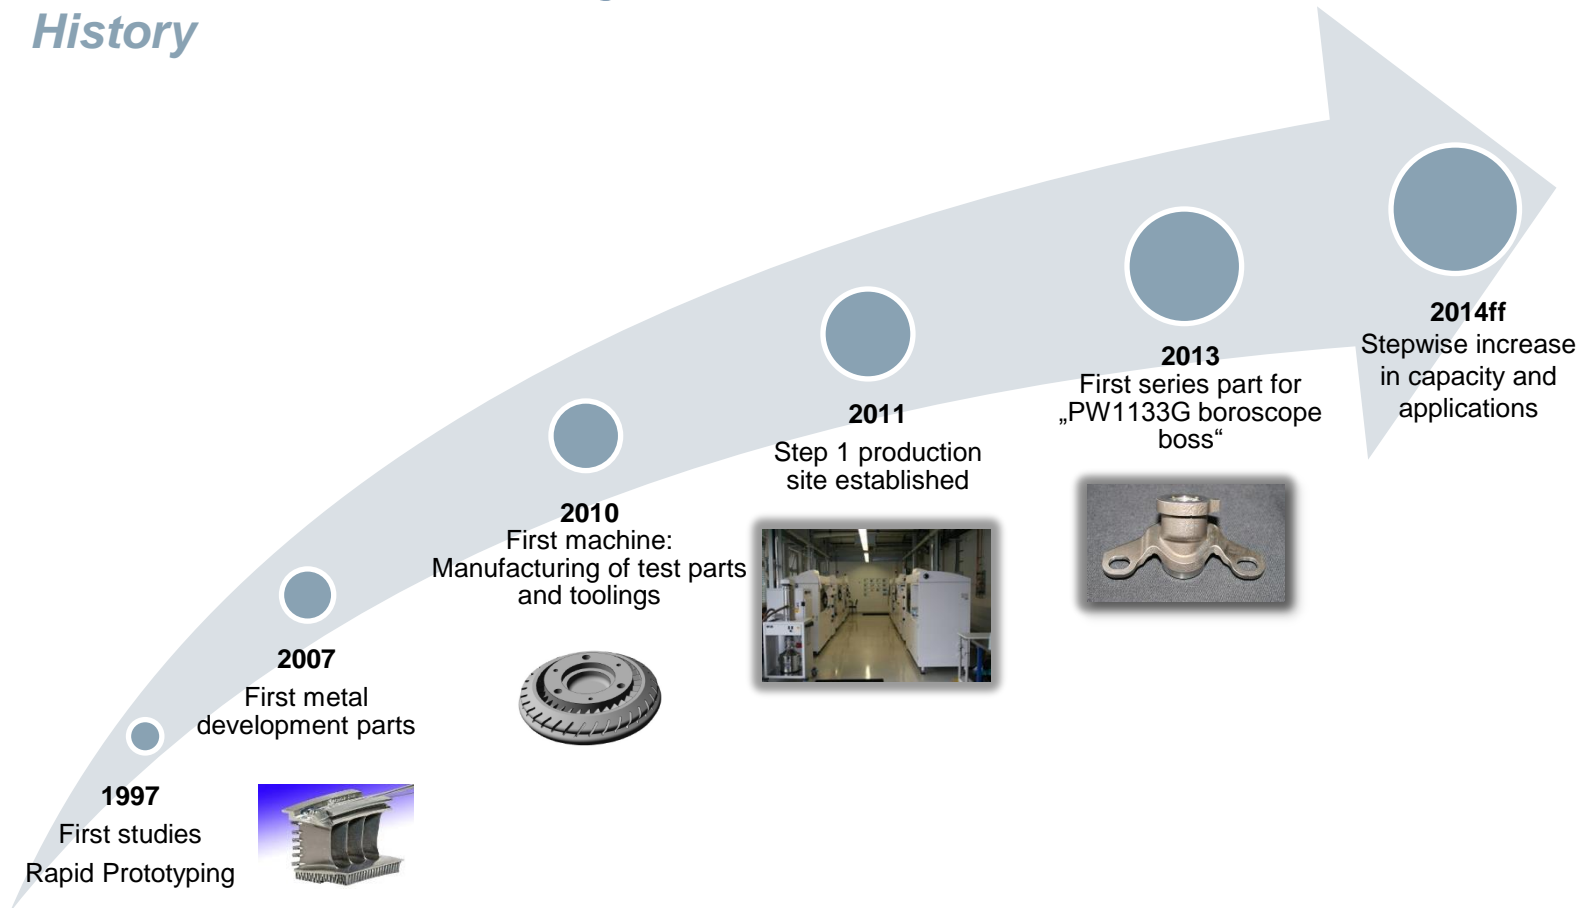 History
1997
First studies
Rapid Prototyping
2007
First metal
development parts
2010
First machine:
Manufacturing of test parts
and toolings
2011
Step 1 production
site established
2013
First series part for
„PW1133G boroscope
boss“
2014ff
Stepwise increase
in capacity and
applications